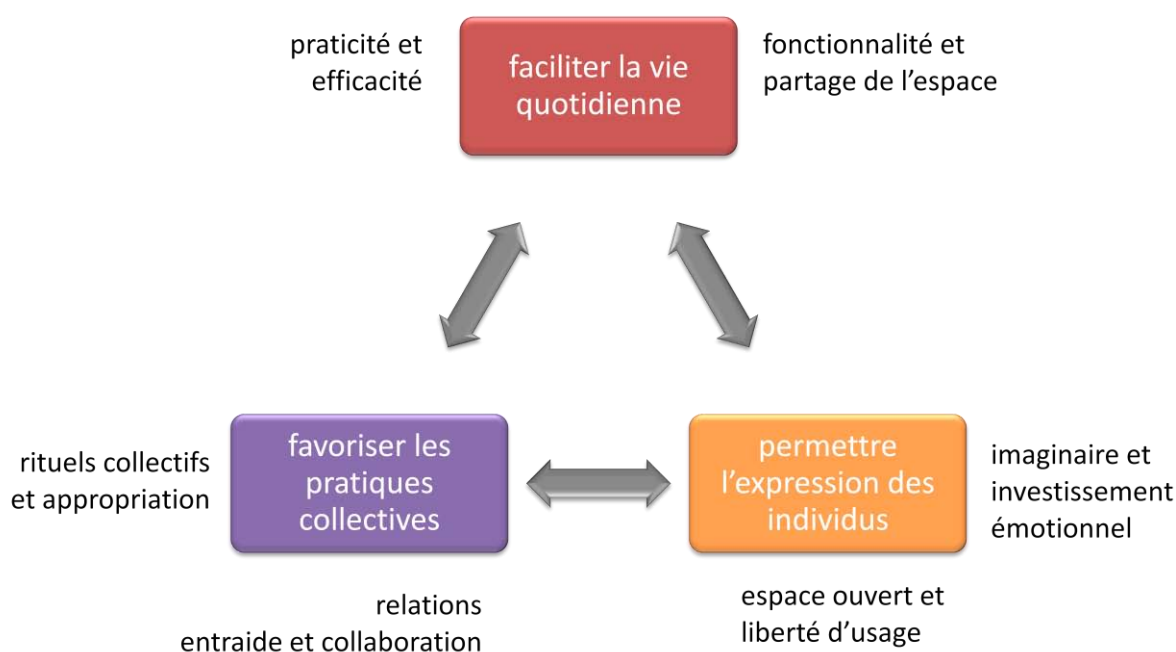 praticité et
efficacité
faciliter la vie
quotidienne
fonctionnalité et
partage de l’espace
rituels collectifs
et appropriation
favoriser les
pratiques
collectives
permettre
l’expression des
individus
imaginaire et
investissement
émotionnel
relations
entraide et collaboration
espace ouvert et
liberté d’usage